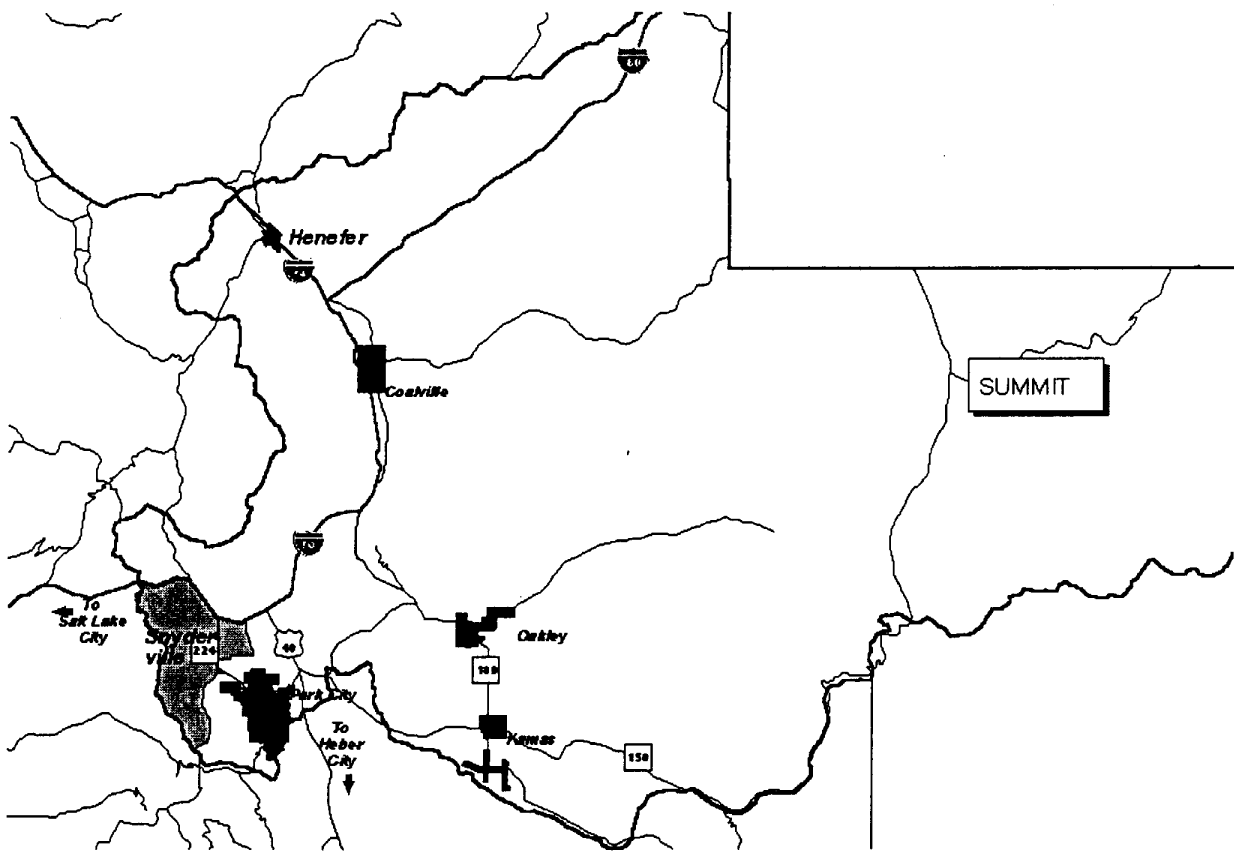 80
Henefer
Coalville
SUMMIT
To
Salt Lake
City
Snyder
ville
224
40
Oakley
189
Park City
To
Heber
City
Kamas
150